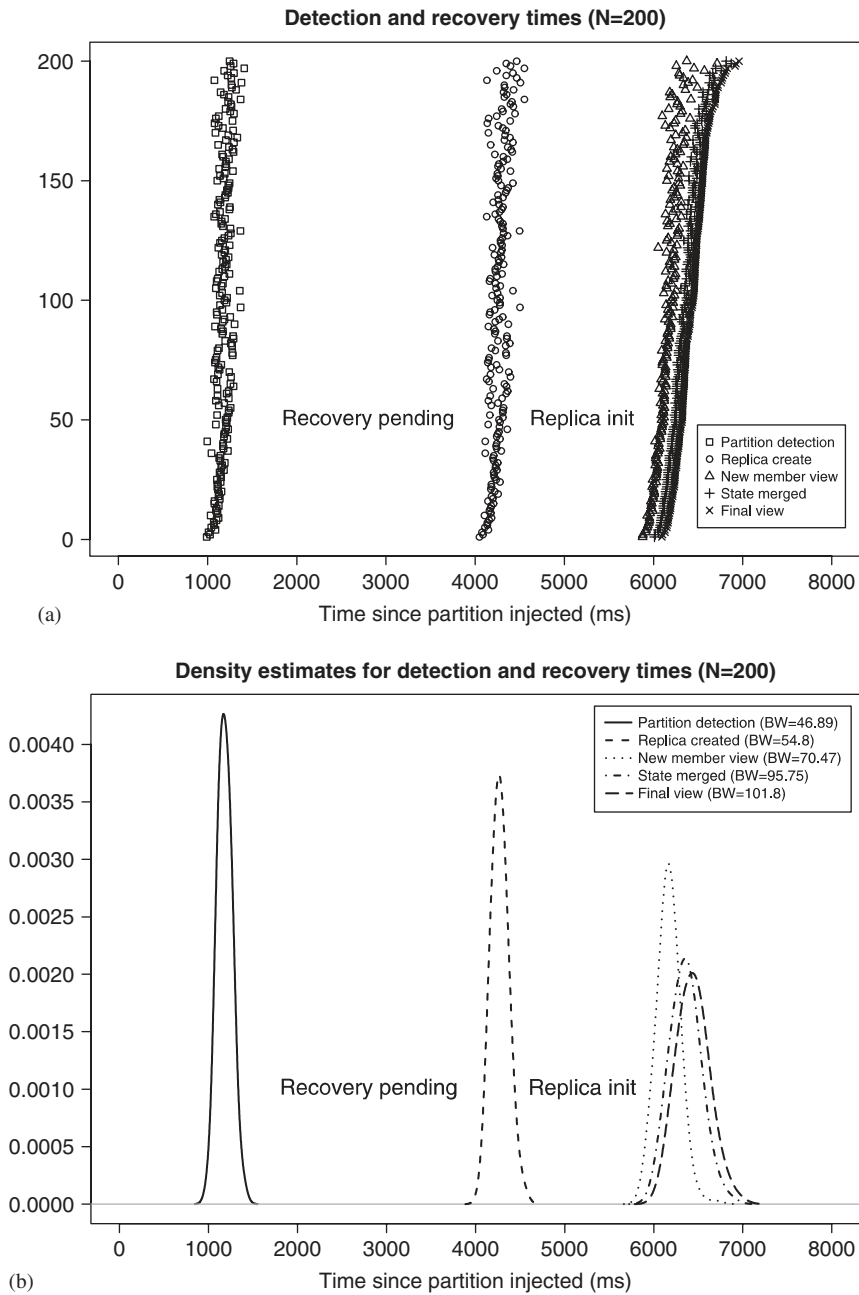 Detection and recovery times (N=200)
200
150
100
50
0
Recovery pending
Replica init
Partition detection
Replica create
New member view
State merged
Final view
0 1000 2000 3000 4000 5000 6000 7000 8000
(a)
Time since partition injected (ms)
Density estimates for detection and recovery times (N=200)
Partition detection (BW=46.89)
Replica created (BW=54.8)
New member view (BW=70.47)
State merged (BW=95.75)
Final view (BW=101.8)
0.0040
0.0035
0.0030
0.0025
0.0020
0.0015
0.0010
0.0005
0.0000
Recovery pending
Replica init
0 1000 2000 3000 4000 5000 6000 7000 8000
(b)
Time since partition injected (ms)